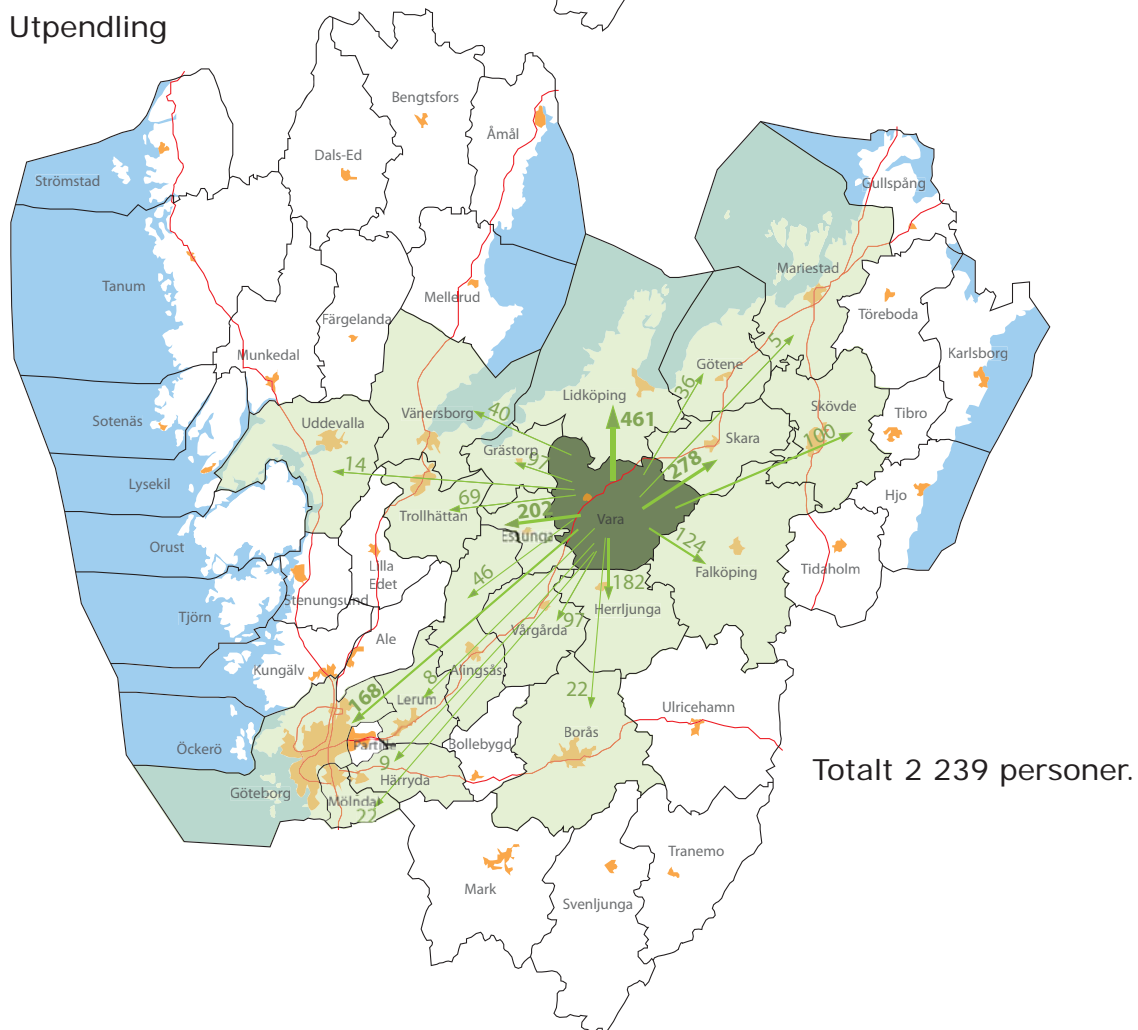 Utpendling
Bengtsfors
Åmål
Dals-Ed
Strömstad
Gullspång
Tanum
Mellerud
Mariestad
Töreboda
Färgelanda
Munkedal
Karlsborg
Götene
5
36
Lidköping
Sotenäs
Uddevalla
Vänersborg
40
461
Skövde
Tibro
100
Skara
Grästorp
97
278
Lysekil
14
69
Trollhättan
202
Essunga
Vara
Hjo
Orust
124
Falköping
Tidaholm
Lilla
Edet
46
182
Stenungsund
Herrljunga
Tjörn
97
Vårgårda
Ale
Kungälv
Alingsås
8
168
Lerum
22
Ulricehamn
Öckerö
Partille
Bollebygd
Borås
9
Härryda
Totalt 2 239 personer.
Göteborg
Mölndal
22
Tranemo
Mark
Svenljunga